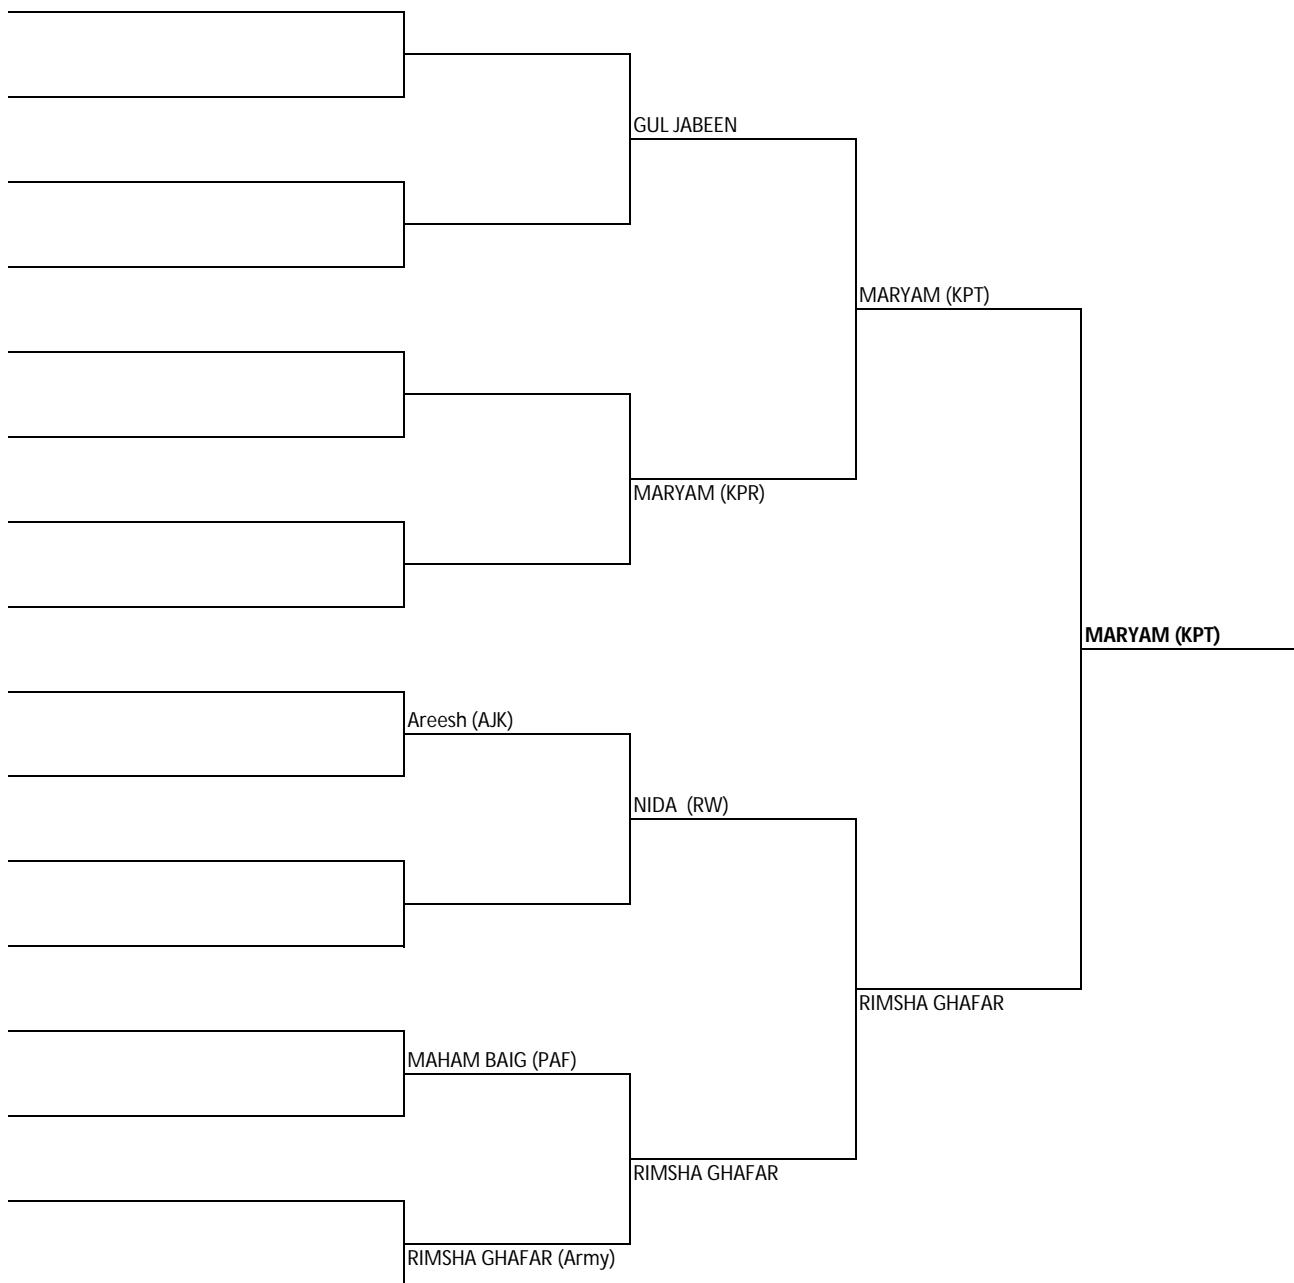 GUL JABEEN
MARYAM (KPT)
MARYAM (KPR)
MARYAM (KPT)
Areesh (AJK)
NIDA  (RW)
RIMSHA GHAFAR
MAHAM BAIG (PAF)
RIMSHA GHAFAR
RIMSHA GHAFAR (Army)